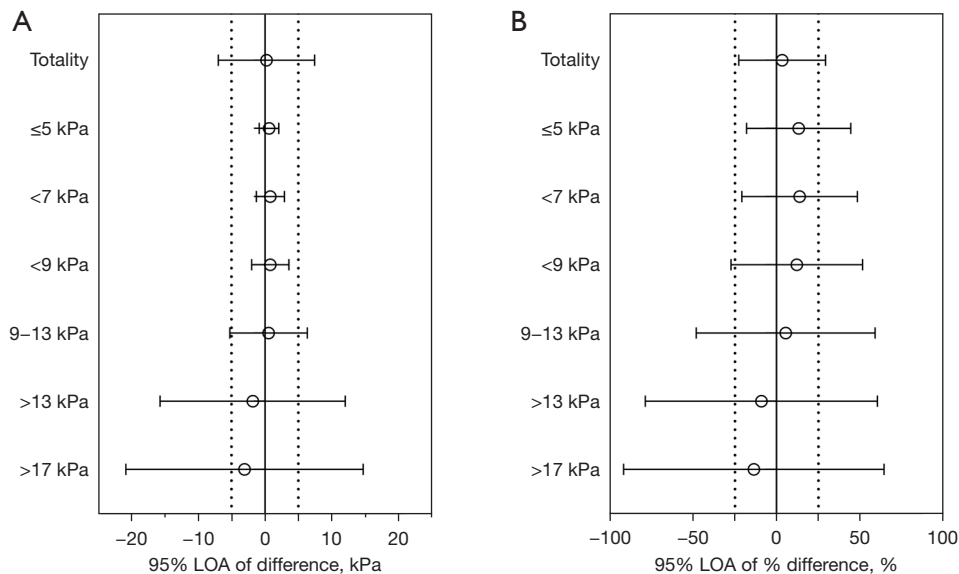 A
Totality
≤5 kPa
<7 kPa
<9 kPa
9–13 kPa
>13 kPa
>17 kPa
−20 −10 0 10 20
95% LOA of difference, kPa
B
Totality
≤5 kPa
<7 kPa
<9 kPa
9–13 kPa
>13 kPa
>17 kPa
−100 −50 0 50 100
95% LOA of % difference, %